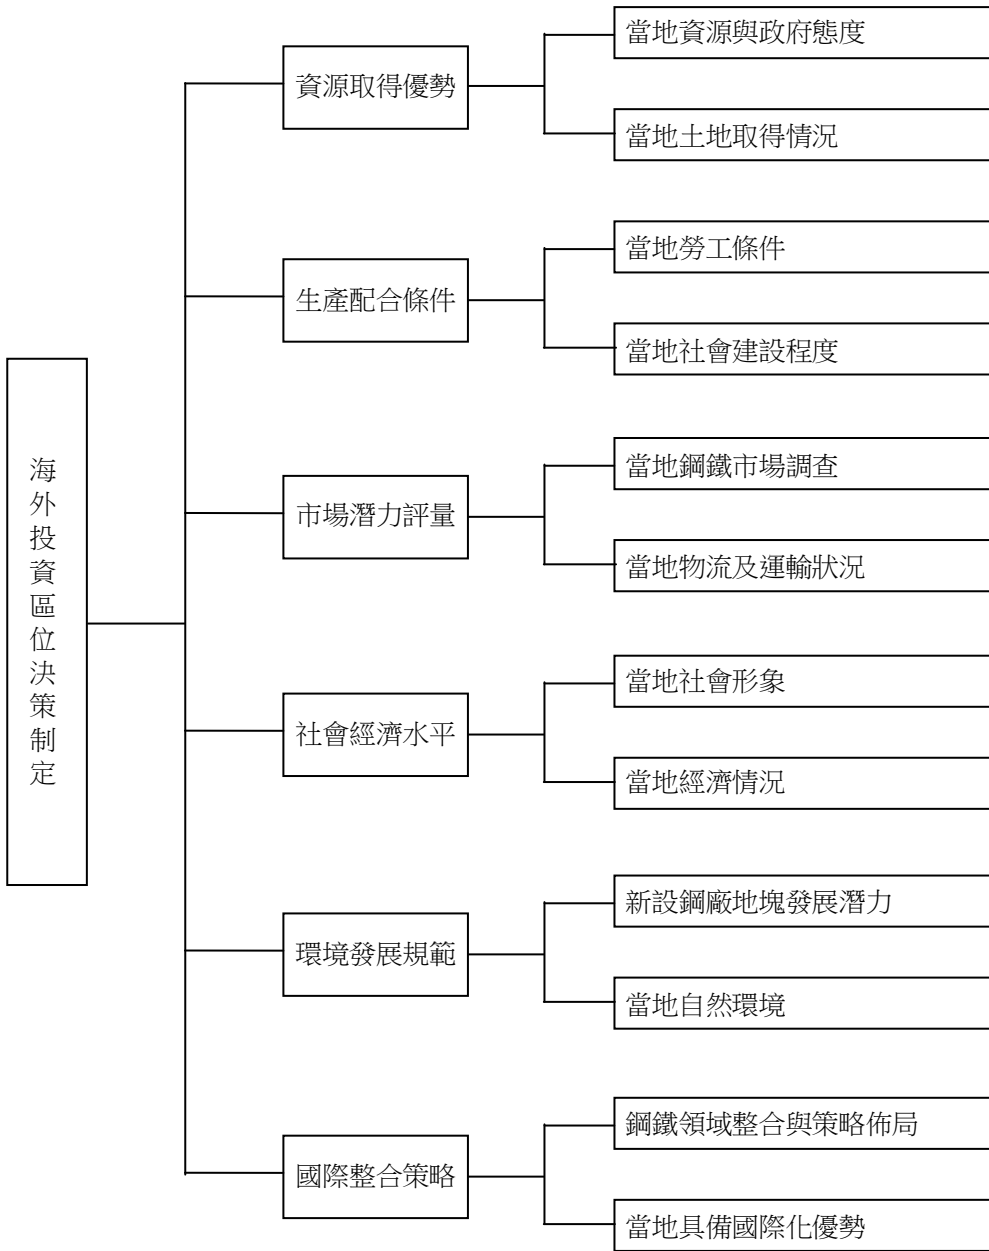 海外投資區位決策制定
資源取得優勢
當地資源與政府態度
當地土地取得情況
生產配合條件
當地勞工條件
當地社會建設程度
市場潛力評量
當地鋼鐵市場調查
當地物流及運輸狀況
社會經濟水平
當地社會形象
當地經濟情況
環境發展規範
新設鋼廠地塊發展潛力
當地自然環境
國際整合策略
鋼鐵領域整合與策略佈局
當地具備國際化優勢